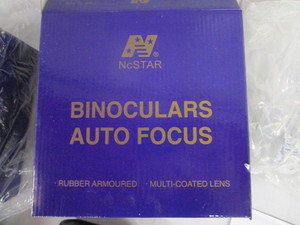 N
NcSTAR
BINOCULARS
AUTO FOCUS
· RUBBER ARMOURED · MULTI-COATED LENS